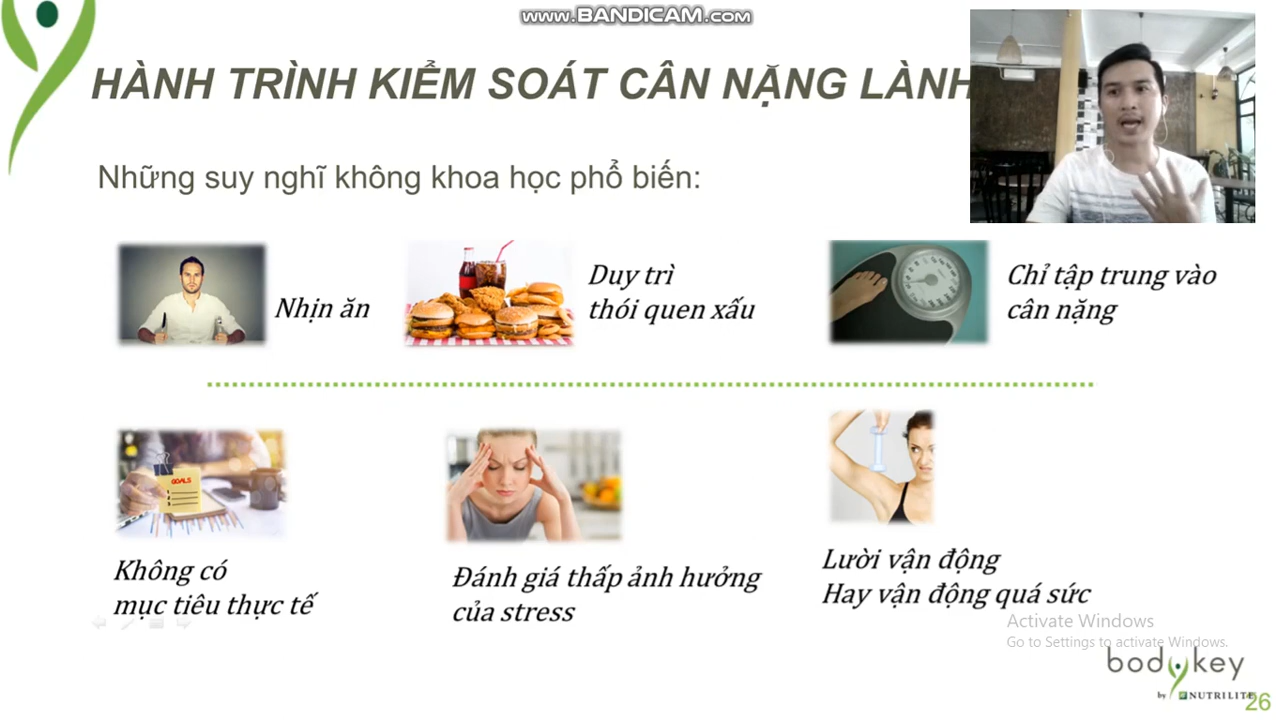 www.BANDICAM.com
HÀNH TRÌNH KIỂM SOÁT CÂN NẶNG LÀNH
Những suy nghĩ không khoa học phổ biến:
Nhịn ăn
Duy trì
thói quen xấu
Chỉ tập trung vào
cân nặng
GOALS
Không có
mục tiêu thực tế
Đánh giá thấp ảnh hưởng
của stress
Lười vận động
Hay vận động quá sức
Activate Windows
Go to Settings to activate Windows.
bodykey
by NUTRILITE
26